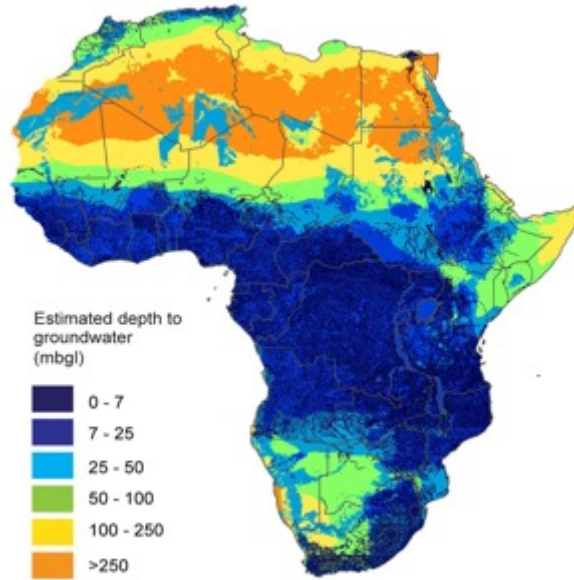 Estimated depth to
groundwater
(mbgl)
0 - 7
7 - 25
25 - 50
50 - 100
100 - 250
>250